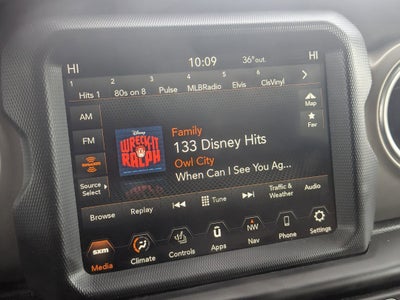 HI 10:09 36° out. HI
1 2 3 4 5 6
Hits 1 80s on 8 Pulse MLBRadio Elvis ClsVinyl
AM
FM
Source
Select
Disney
WRECK-IT
RALPH
Family
133 Disney Hits
Owl City
When Can I See You Ag...
Map
Fav
Browse Replay Tune Traffic & Weather Audio
sxm
Media Climate Controls Apps NW Nav Phone Settings